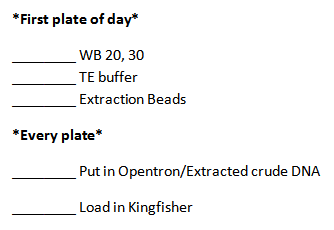 *First plate of day*
________ WB 20, 30
________ TE buffer
________ Extraction Beads
*Every plate*
________ Put in Opentron/Extracted crude DNA
________ Load in Kingfisher